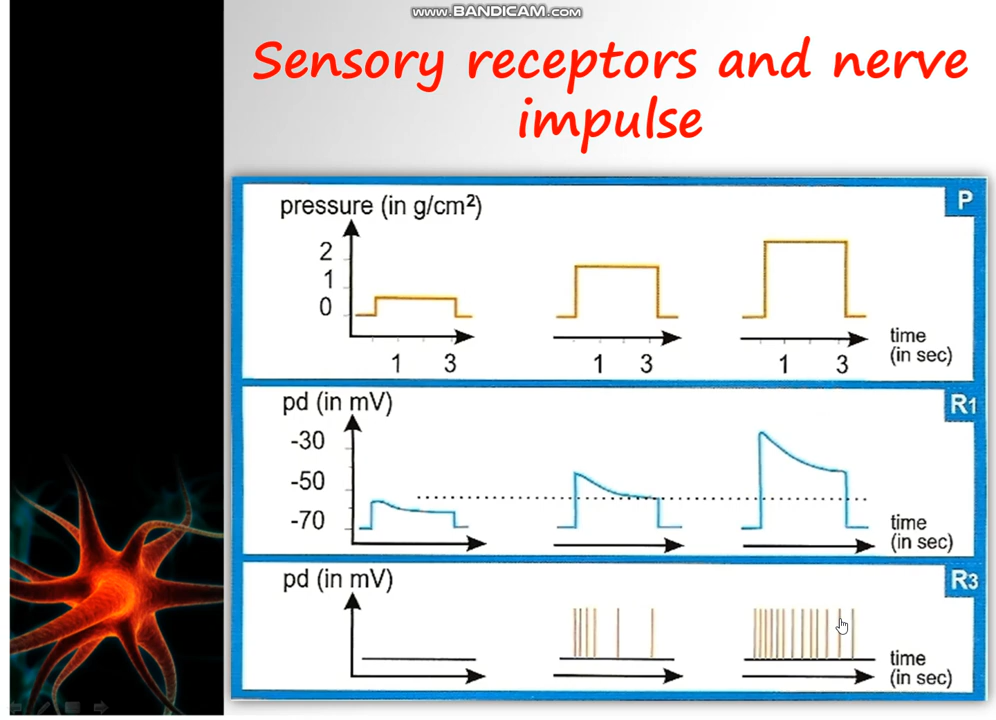 www.BANDICAM.com
Sensory receptors and nerve
impulse
P
pressure (in g/cm²)
2
1
0
1 3 1 3 1 3
time
(in sec)
R1
pd (in mV)
-30
-50
-70
time
(in sec)
R3
pd (in mV)
time
(in sec)